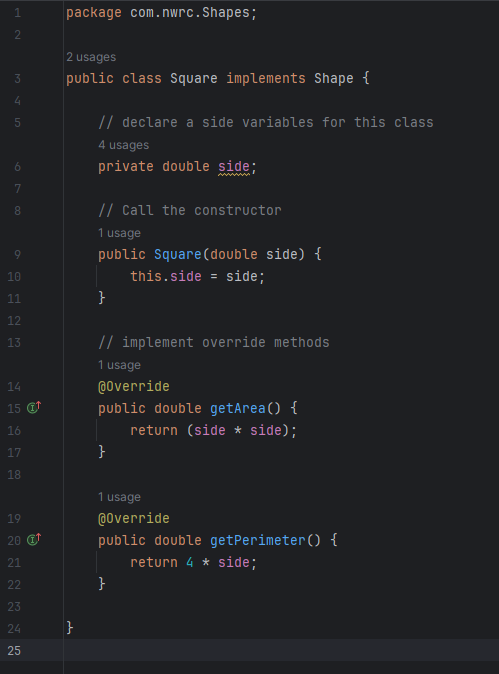 1 package com.nwrc.Shapes;
2
2 usages
3 public class Square implements Shape {
4
5 // declare a side variables for this class
4 usages
6 private double side;
7
8 // Call the constructor
1 usage
9 public Square(double side) {
10 this.side = side;
11 }
12
13 // implement override methods
1 usage
14 @Override
15 public double getArea() {
16 return (side * side);
17 }
18
1 usage
19 @Override
20 public double getPerimeter() {
21 return 4 * side;
22 }
23
24 }
25